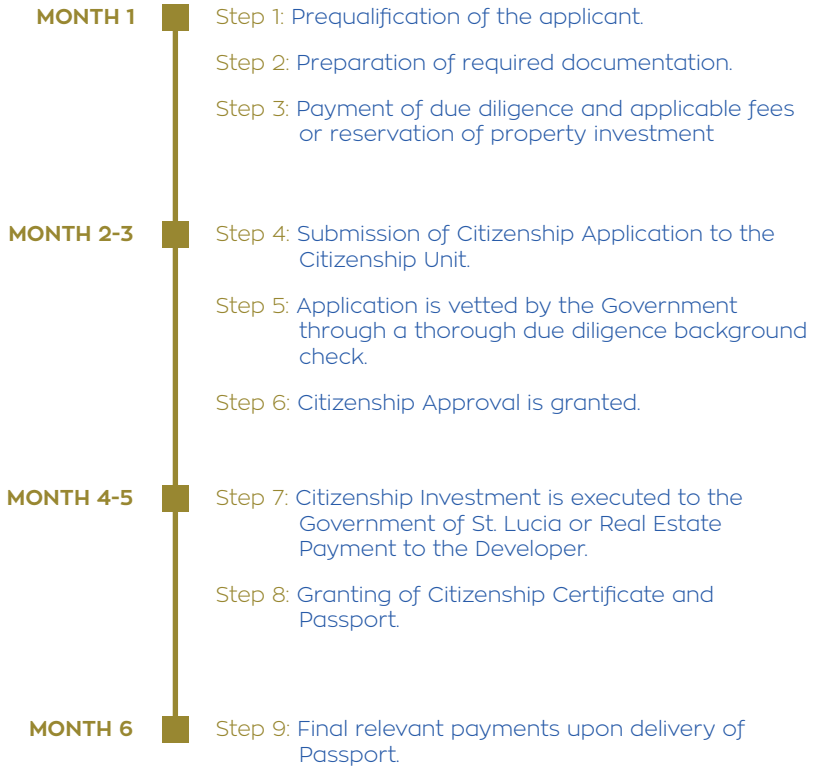 MONTH 1
Step 1: Prequalification of the applicant.
Step 2: Preparation of required documentation.
Step 3: Payment of due diligence and applicable fees
or reservation of property investment
MONTH 2-3
Step 4: Submission of Citizenship Application to the
Citizenship Unit.
Step 5: Application is vetted by the Government
through a thorough due diligence background
check.
Step 6: Citizenship Approval is granted.
MONTH 4-5
Step 7: Citizenship Investment is executed to the
Government of St. Lucia or Real Estate
Payment to the Developer.
Step 8: Granting of Citizenship Certificate and
Passport.
MONTH 6
Step 9: Final relevant payments upon delivery of
Passport.